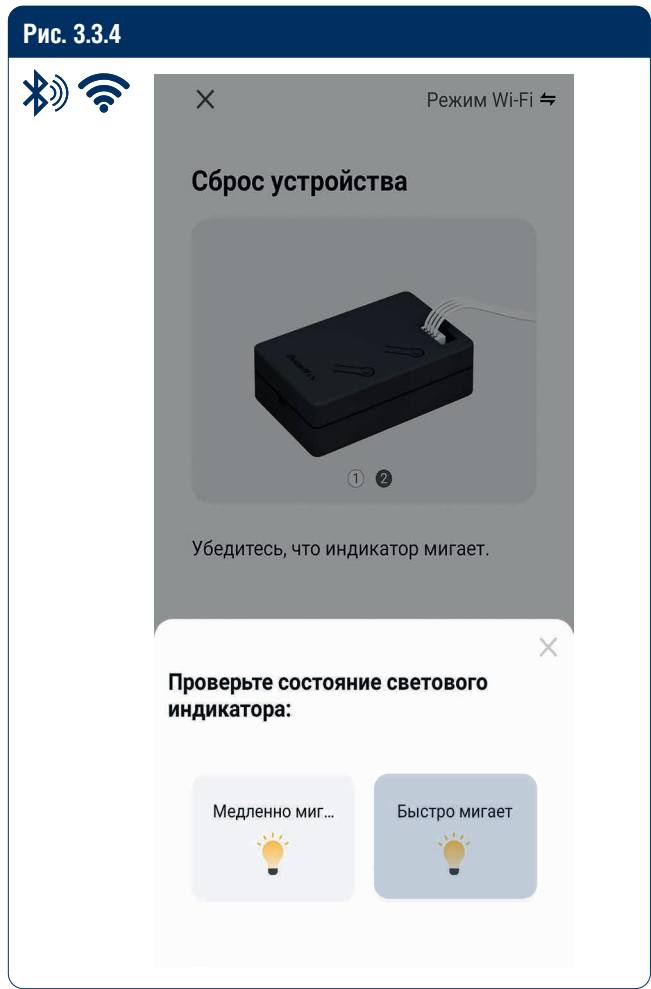 Рис. 3.3.4
Режим Wi-Fi
Сброс устройства
1 2
Убедитесь, что индикатор мигает.
Проверьте состояние светового
индикатора:
Медленно миг...
Быстро мигает